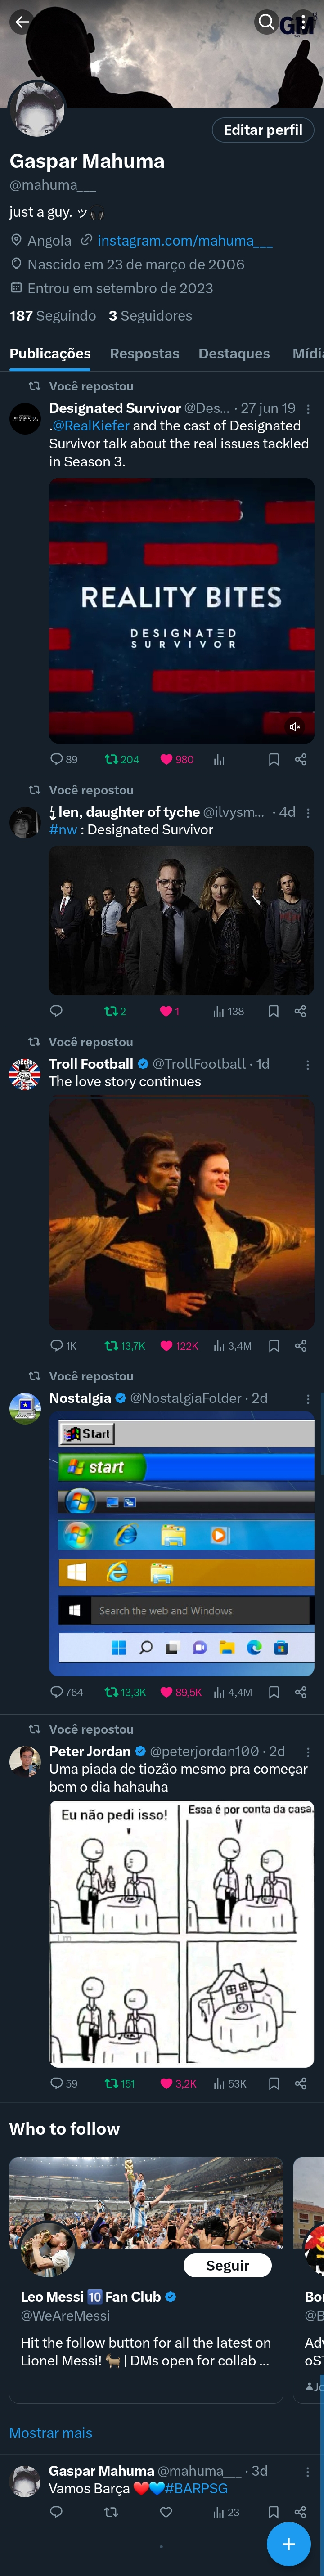 GM
Editar perfil
Gaspar Mahuma
@mahuma___
just a guy. ッ
Angola instagram.com/mahuma___
Nascido em 23 de março de 2006
Entrou em setembro de 2023
187 Seguindo 3 Seguidores
Publicações Respostas Destaques Mídi
Você repostou
Designated Survivor @Des... · 27 jun 19
.@RealKiefer and the cast of Designated
Survivor talk about the real issues tackled
in Season 3.
REALITY BITES
DESIGNATED
SURVIVOR
89 204 980
Você repostou
len, daughter of tyche @ilvysm... · 4d
#nw : Designated Survivor
2 1 138
Você repostou
Troll Football @TrollFootball · 1d
The love story continues
1K 13,7K 122K 3,4M
Você repostou
Nostalgia @NostalgiaFolder · 2d
Start
start
Search the web and Windows
764 13,3K 89,5K 4,4M
Você repostou
Peter Jordan @peterjordan100 · 2d
Uma piada de tiozão mesmo pra começar
bem o dia hahauha
Eu não pedi isso!
Essa é por conta da casa.
59 151 3,2K 53K
Who to follow
Seguir
Leo Messi 🔟 Fan Club
@WeAreMessi
Hit the follow button for all the latest on
Lionel Messi! 🐐 | DMs open for collab ...
Bo
@B
Adv
oS
Jo
Mostrar mais
Gaspar Mahuma @mahuma___ · 3d
Vamos Barça ❤️🩵#BARPSG
23